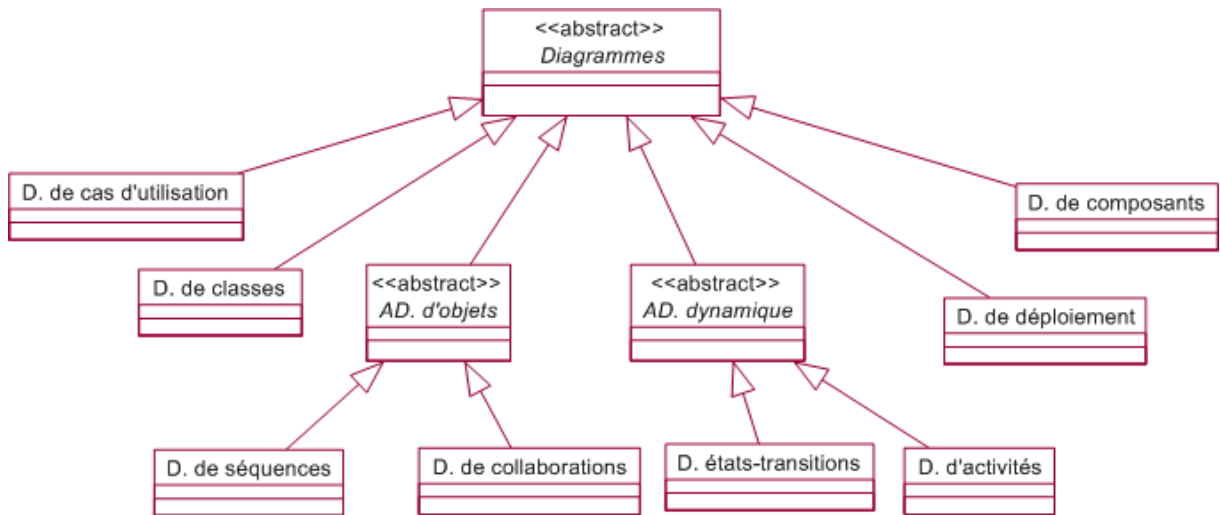 <<abstract>>
Diagrammes
D. de cas d'utilisation
D. de composants
D. de classes
<<abstract>>
AD. d'objets
<<abstract>>
AD. dynamique
D. de déploiement
D. de séquences
D. de collaborations
D. états-transitions
D. d'activités